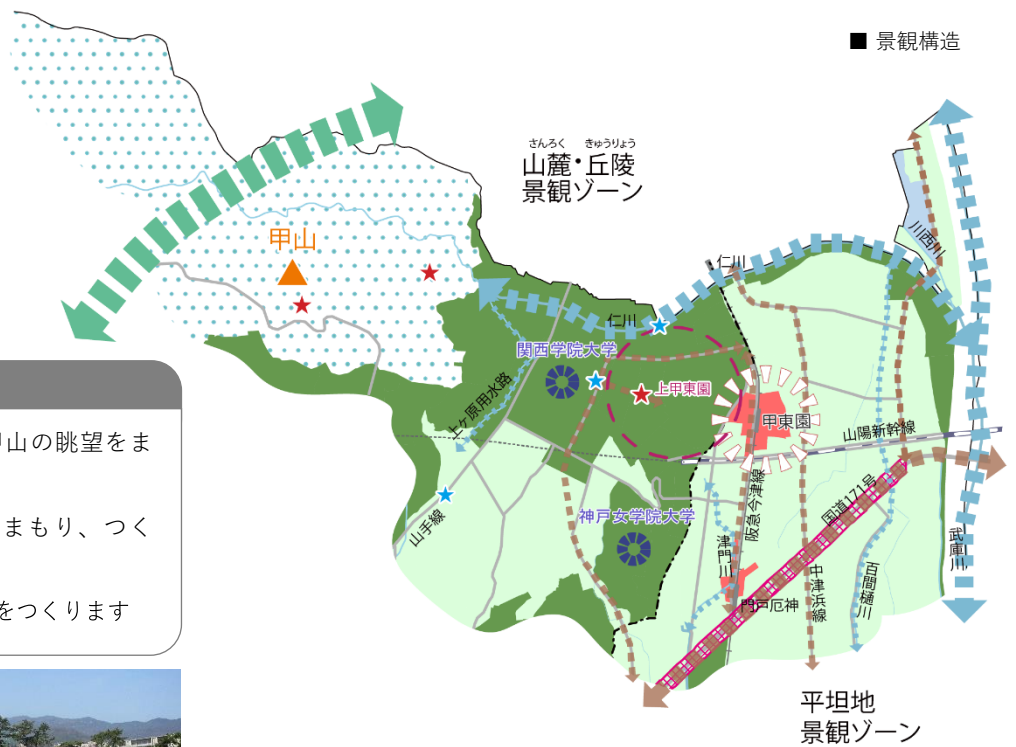 ■ 景観構造
さんろく きゅうりょう
山麓・丘陵
景観ゾーン
甲山
川西川
仁川
仁川
関西学院大学
上甲東園
上ヶ原用水路
甲東園
山陽新幹線
甲山の眺望をま
まもり、つく
をつくります
山手線
神戸女学院大学
津門川
阪急今津線
国道171号
武庫川
門戸厄神
中津浜線
百間樋川
平坦地
景観ゾーン